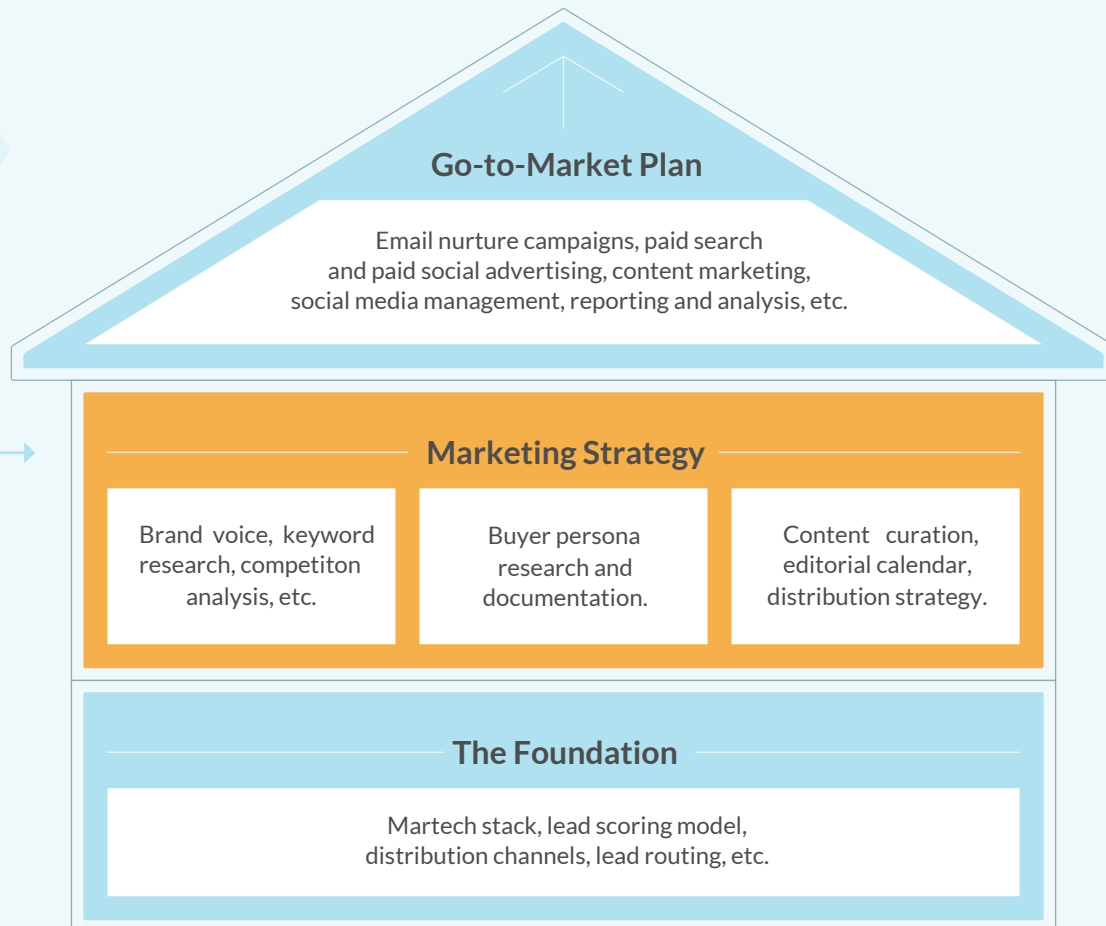 Go-to-Market Plan
Email nurture campaigns, paid search
and paid social advertising, content marketing,
social media management, reporting and analysis, etc.
Marketing Strategy
Brand voice, keyword
research, competiton
analysis, etc.
Buyer persona
research and
documentation.
Content curation,
editorial calendar,
distribution strategy.
The Foundation
Martech stack, lead scoring model,
distribution channels, lead routing, etc.